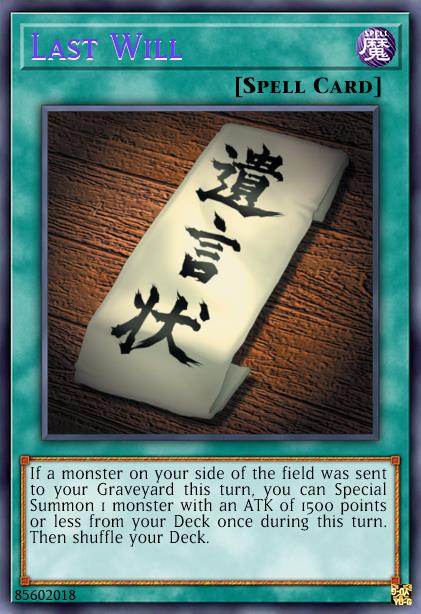 Last Will
SPELL
魔
[Spell Card]
遺言状
If a monster on your side of the field was sent
to your Graveyard this turn, you can Special
Summon 1 monster with an ATK of 1500 points
or less from your Deck once during this turn.
Then shuffle your Deck.
85602018